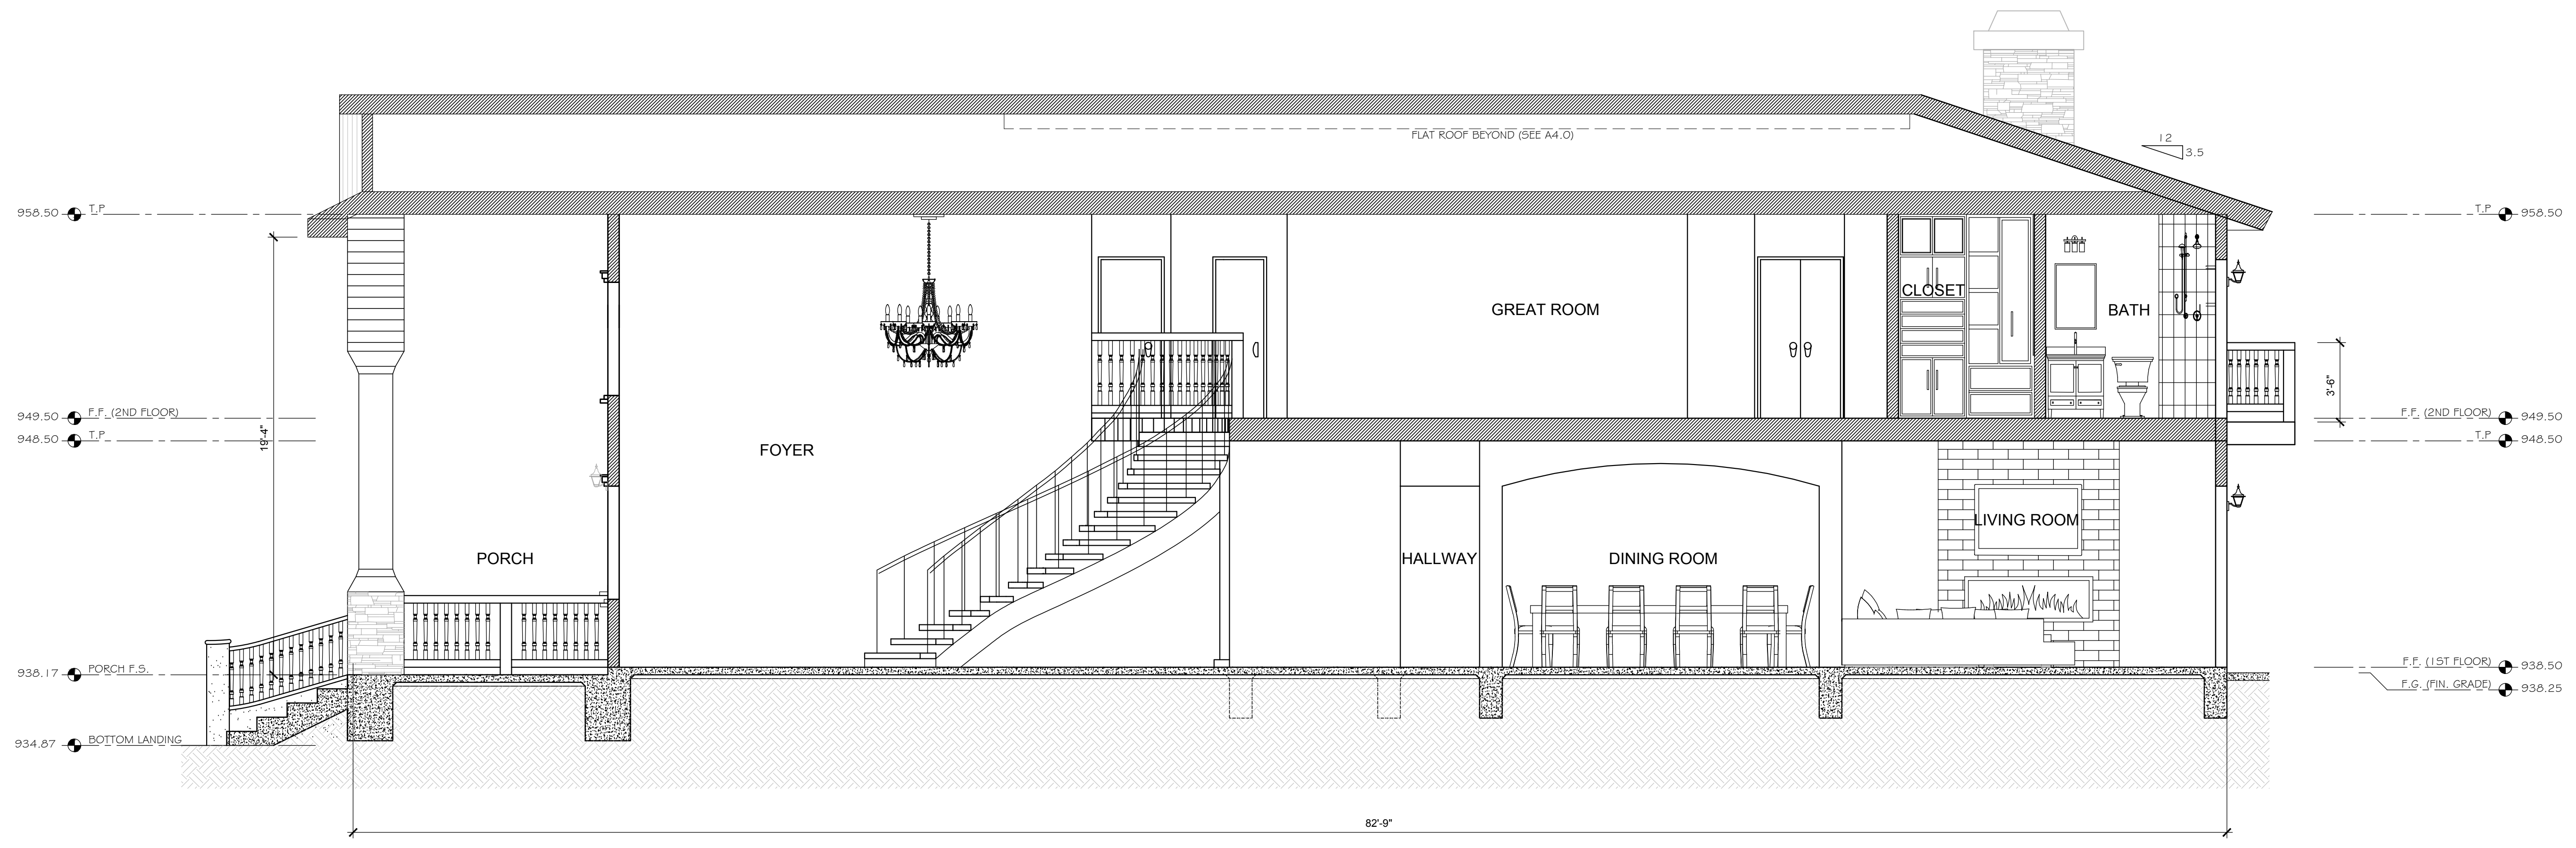 FLAT ROOF BEYOND (SEE A4.0)
12
3.5
958.50
T.P
T.P
958.50
CLOSET
GREAT ROOM
BATH
3'-6"
949.50
F.F. (2ND FLOOR)
F.F. (2ND FLOOR)
949.50
948.50
T.P
T.P
948.50
19'-4"
FOYER
LIVING ROOM
PORCH
HALLWAY
DINING ROOM
938.17
PORCH F.S.
F.F. (1ST FLOOR)
938.50
F.G. (FIN. GRADE)
938.25
934.87
BOTTOM LANDING
82'-9"